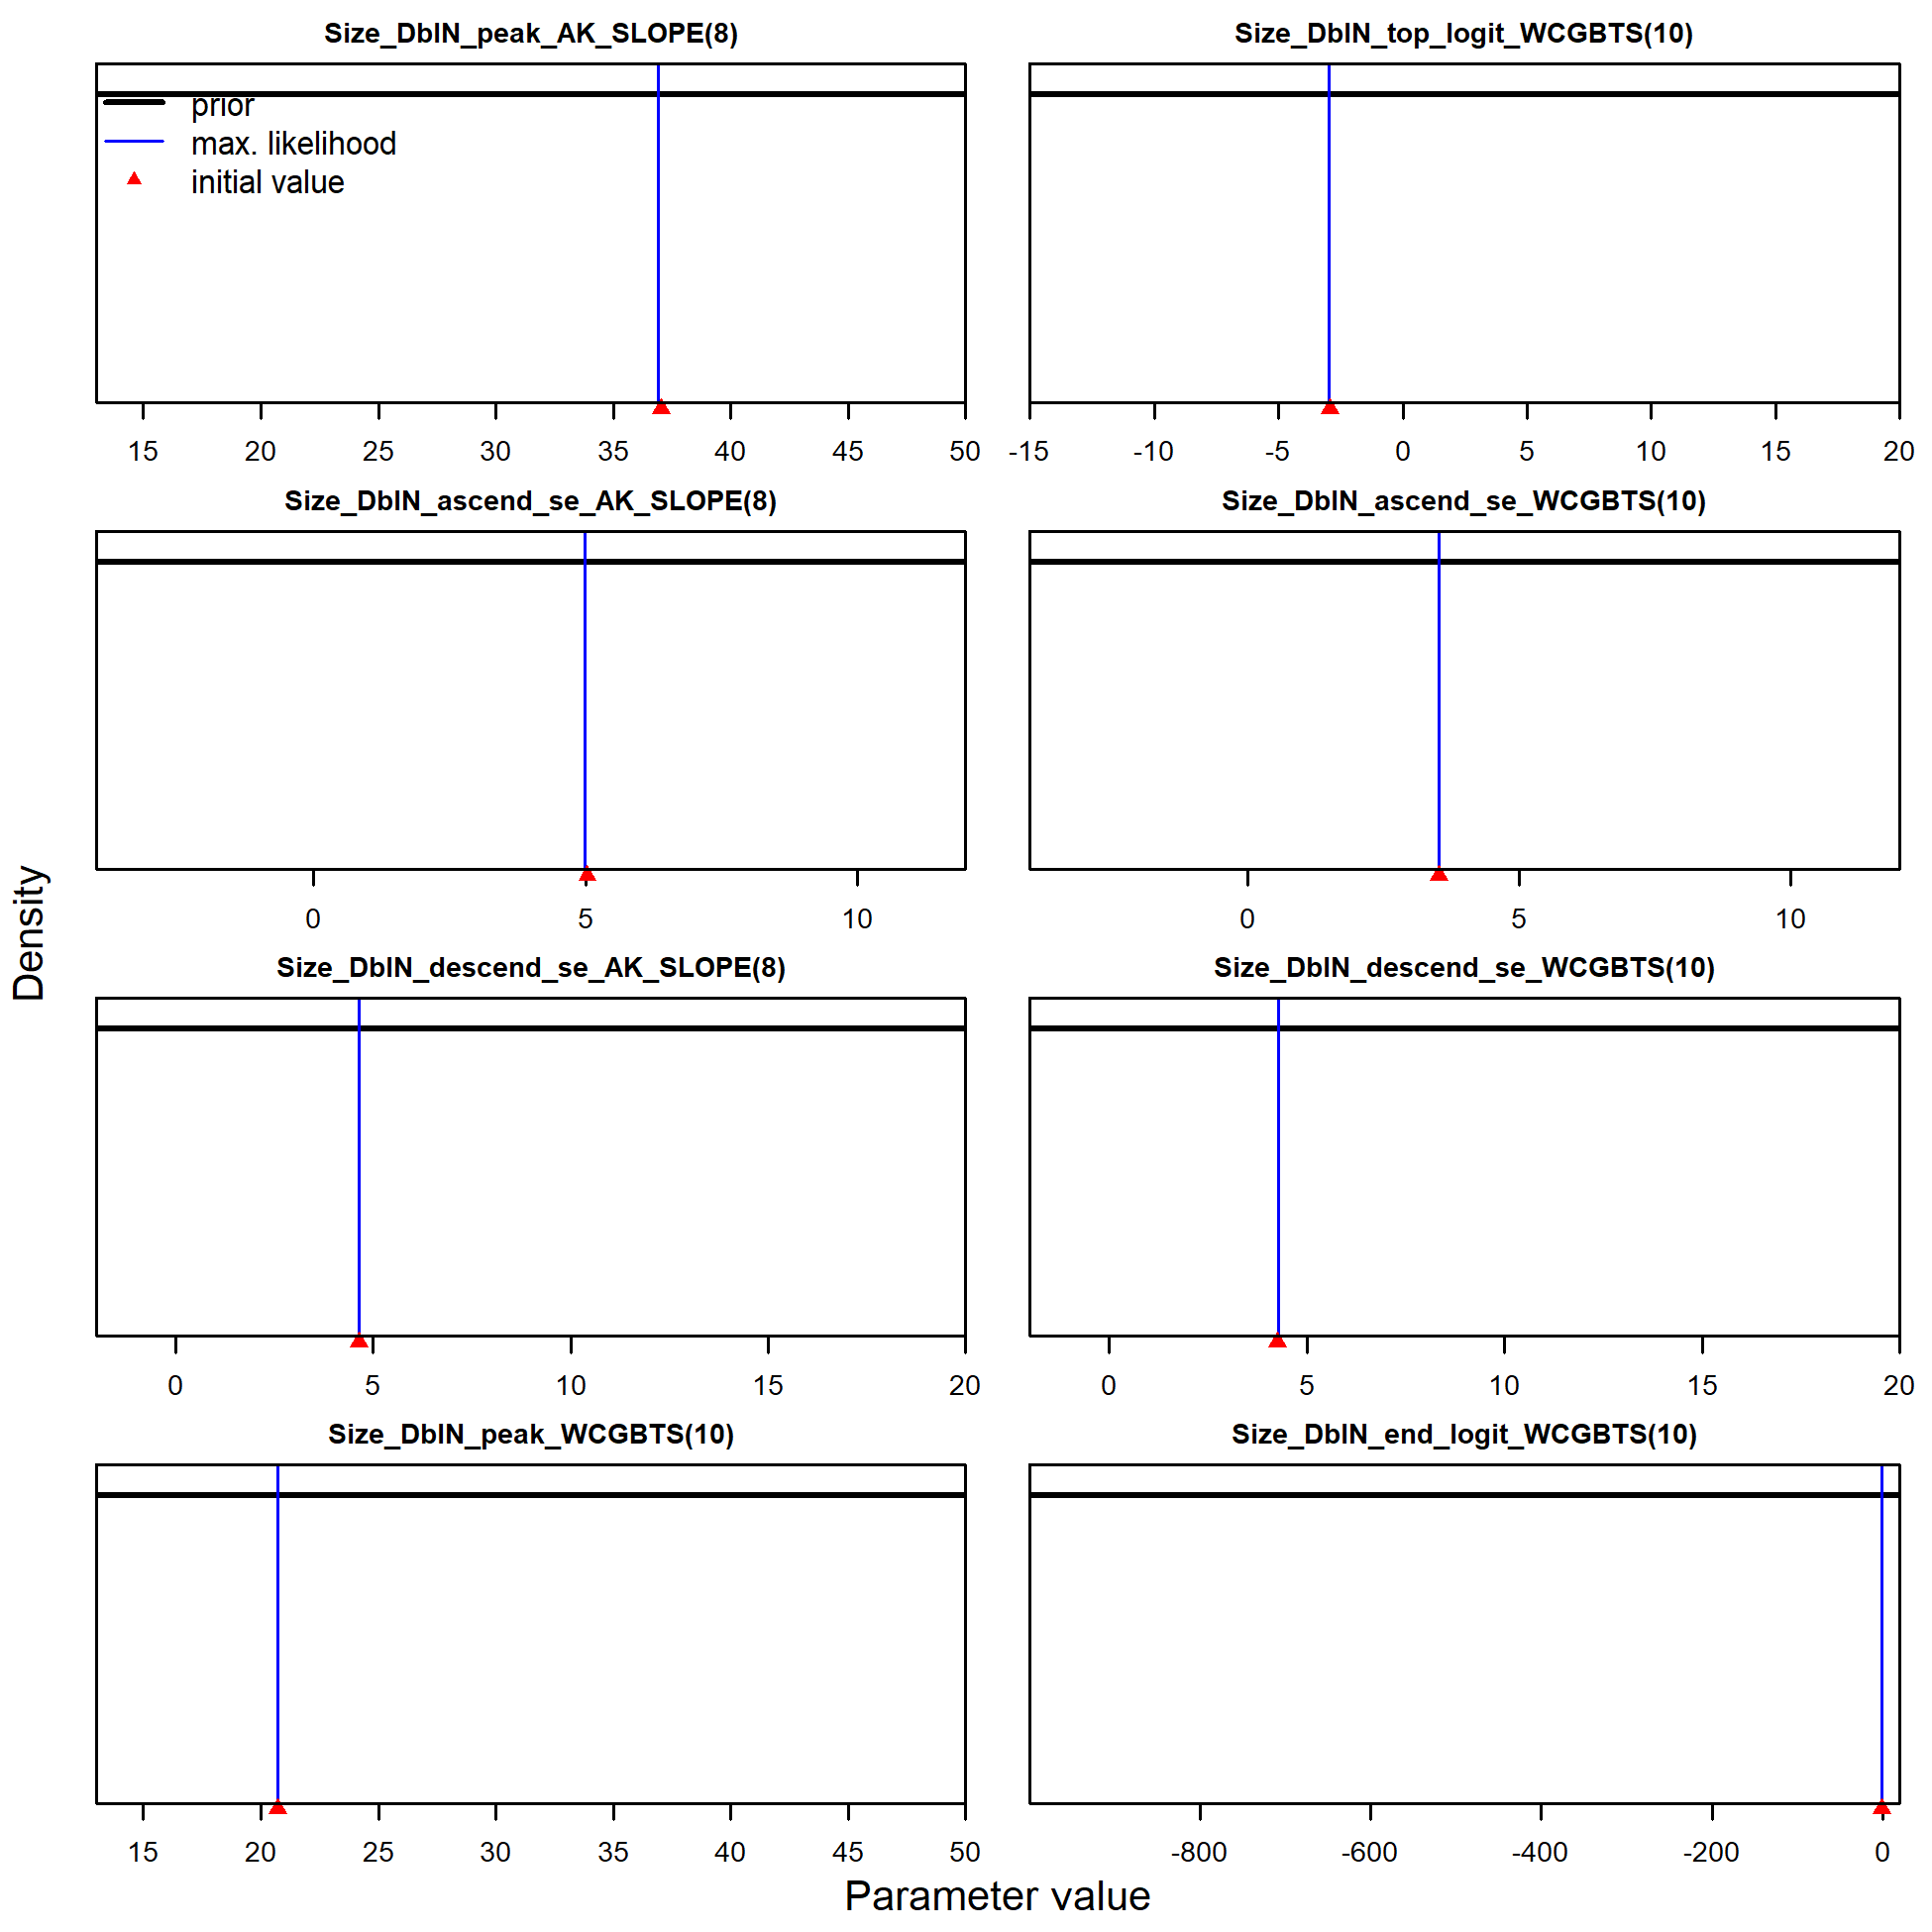 Size_DblN_peak_AK_SLOPE(8)
prior
max. likelihood
initial value
15 20 25 30 35 40 45 50
Size_DblN_top_logit_WCGBTS(10)
-15 -10 -5 0 5 10 15 20
Size_DblN_ascend_se_AK_SLOPE(8)
0 5 10
Size_DblN_ascend_se_WCGBTS(10)
0 5 10
Size_DblN_descend_se_AK_SLOPE(8)
0 5 10 15 20
Size_DblN_descend_se_WCGBTS(10)
0 5 10 15 20
Size_DblN_peak_WCGBTS(10)
15 20 25 30 35 40 45 50
Size_DblN_end_logit_WCGBTS(10)
-800 -600 -400 -200 0
Density
Parameter value